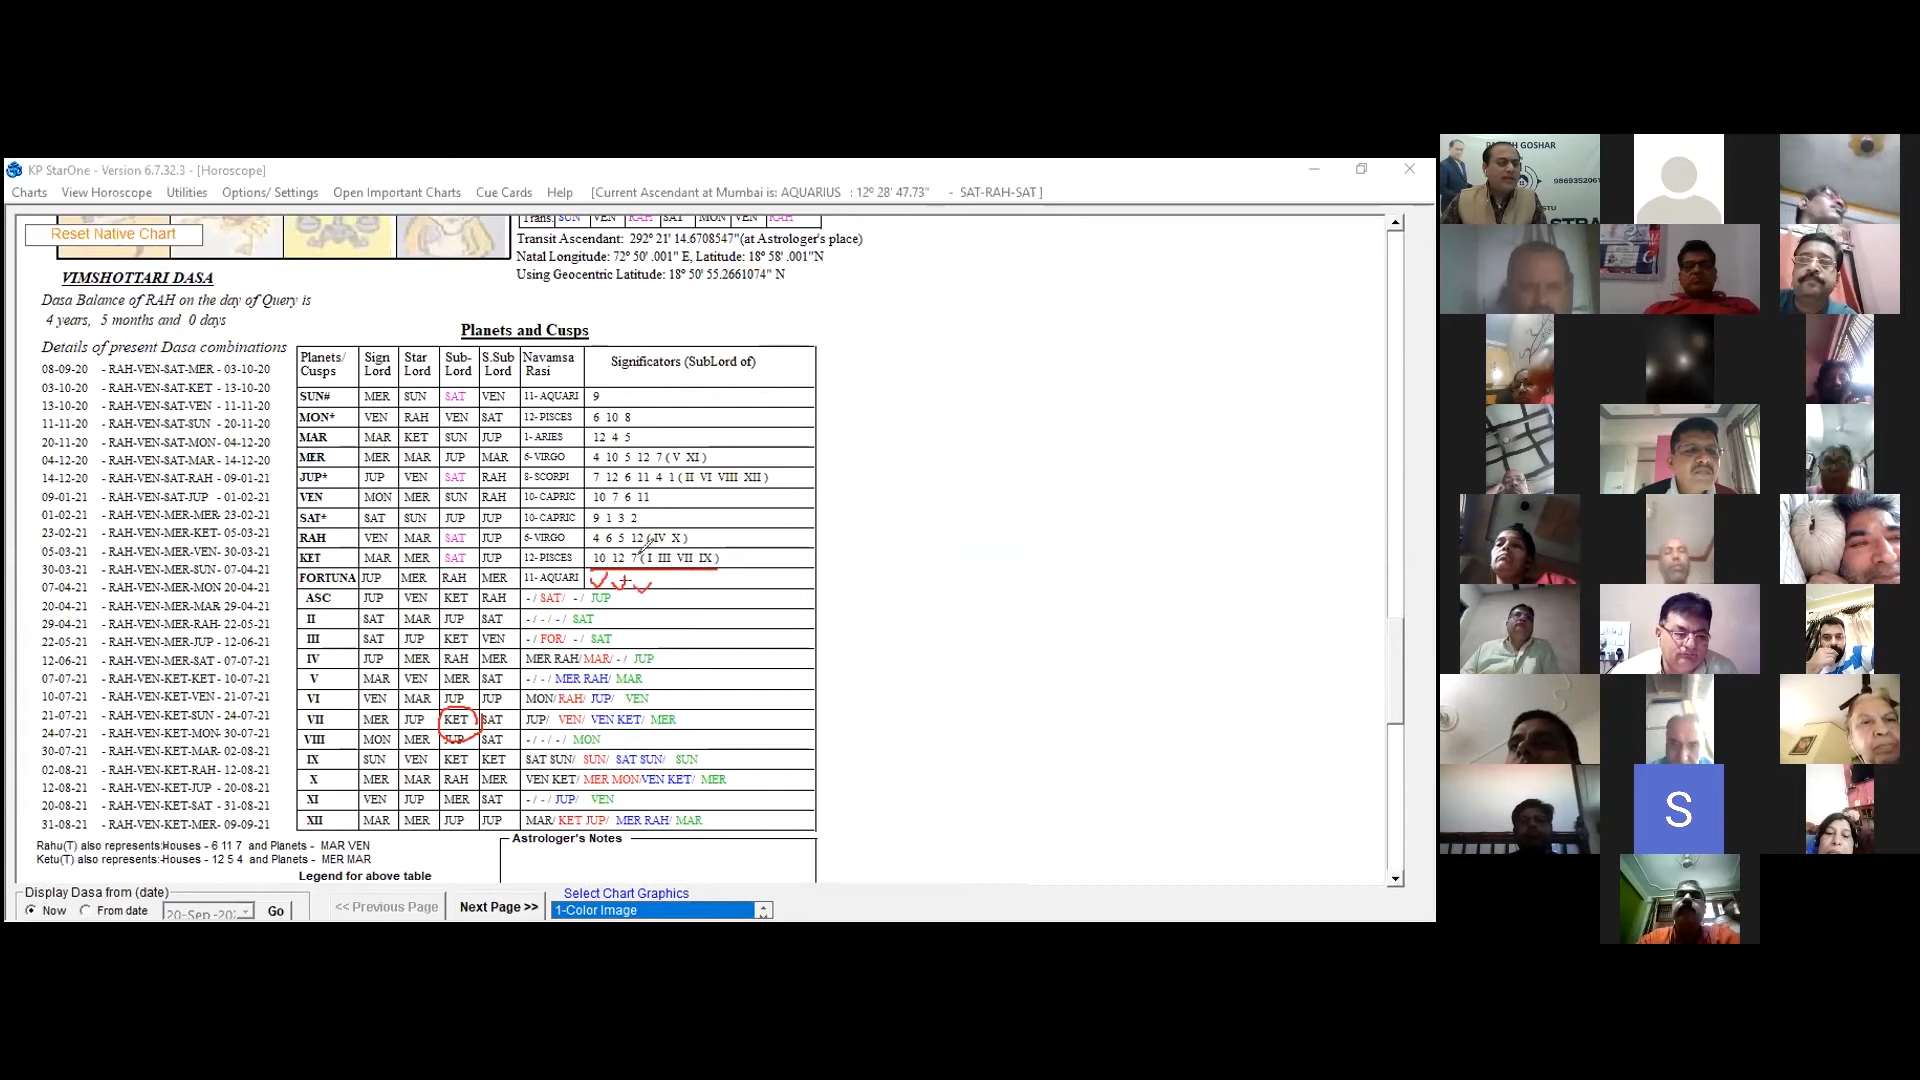 KP StarOne - Version 6.7.32.3 - [Horoscope]
Charts View Horoscope Utilities Options/ Settings Open Important Charts Cue Cards Help [Current Ascendant at Mumbai is: AQUARIUS : 12° 28' 47.73" - SAT-RAH-SAT ]
Reset Native Chart
Trans. SUN VEN RAH SAT MON VEN RAH
Transit Ascendant: 292° 21' 14.6708547"(at Astrologer's place)
Natal Longitude: 72° 50' .001" E, Latitude: 18° 58' .001"N
Using Geocentric Latitude: 18° 50' 55.2661074" N
VIMSHOTTARI DASA
Dasa Balance of RAH on the day of Query is
4 years, 5 months and 0 days
Details of present Dasa combinations
08-09-20 - RAH-VEN-SAT-MER - 03-10-20
03-10-20 - RAH-VEN-SAT-KET - 13-10-20
13-10-20 - RAH-VEN-SAT-VEN - 11-11-20
11-11-20 - RAH-VEN-SAT-SUN - 20-11-20
20-11-20 - RAH-VEN-SAT-MON - 04-12-20
04-12-20 - RAH-VEN-SAT-MAR - 14-12-20
14-12-20 - RAH-VEN-SAT-RAH - 09-01-21
09-01-21 - RAH-VEN-SAT-JUP - 01-02-21
01-02-21 - RAH-VEN-MER-MER - 23-02-21
23-02-21 - RAH-VEN-MER-KET - 05-03-21
05-03-21 - RAH-VEN-MER-VEN - 30-03-21
30-03-21 - RAH-VEN-MER-SUN - 07-04-21
07-04-21 - RAH-VEN-MER-MON 20-04-21
20-04-21 - RAH-VEN-MER-MAR - 29-04-21
29-04-21 - RAH-VEN-MER-RAH - 22-05-21
22-05-21 - RAH-VEN-MER-JUP - 12-06-21
12-06-21 - RAH-VEN-MER-SAT - 07-07-21
07-07-21 - RAH-VEN-KET-KET - 10-07-21
10-07-21 - RAH-VEN-KET-VEN - 21-07-21
21-07-21 - RAH-VEN-KET-SUN - 24-07-21
24-07-21 - RAH-VEN-KET-MON - 30-07-21
30-07-21 - RAH-VEN-KET-MAR - 02-08-21
02-08-21 - RAH-VEN-KET-RAH - 12-08-21
12-08-21 - RAH-VEN-KET-JUP - 20-08-21
20-08-21 - RAH-VEN-KET-SAT - 31-08-21
31-08-21 - RAH-VEN-KET-MER - 09-09-21
Rahu(T) also represents:Houses - 6 11 7 and Planets - MAR VEN
Ketu(T) also represents:-Houses - 12 5 4 and Planets - MER MAR
Planets and Cusps
Planets/ Cusps Sign Lord Star Lord Sub- Lord S.Sub Lord Navamsa Rasi Significators (SubLord of)
SUN# MER SUN SAT VEN 11- AQUARI 9
MON* VEN RAH VEN SAT 12- PISCES 6 10 8
MAR MAR KET SUN JUP 1- ARIES 12 4 5
MER MER MAR JUP MAR 6- VIRGO 4 10 5 12 7 ( V XI )
JUP* JUP VEN SAT RAH 8- SCORPI 7 12 6 11 4 1 ( II VI VIII XII )
VEN MON MER SUN RAH 10- CAPRIC 10 7 6 11
SAT* SAT SUN JUP JUP 10- CAPRIC 9 1 3 2
RAH VEN MAR SAT JUP 6- VIRGO 4 6 5 12 ( IV X )
KET MAR MER SAT JUP 12- PISCES 10 12 7 ( I III VII IX )
FORTUNA JUP MER RAH MER 11- AQUARI
ASC JUP VEN KET RAH - / SAT/ - / JUP
II SAT MAR JUP SAT - / - / - / SAT
III SAT JUP KET VEN - / FOR/ - / SAT
IV JUP MER RAH MER MER RAH/ MAR/ - / JUP
V MAR VEN MER SAT - / - / MER RAH/ MAR
VI VEN MAR JUP JUP MON/ RAH/ JUP/ VEN
VII MER JUP KET SAT JUP/ VEN/ VEN KET/ MER
VIII MON MER JUP SAT - / - / - / MON
IX SUN VEN KET KET SAT SUN/ SUN/ SAT SUN/ SUN
X MER MAR RAH MER VEN KET/ MER MON/VEN KET/ MER
XI VEN JUP MER SAT - / - / JUP/ VEN
XII MAR MER JUP JUP MAR/ KET JUP/ MER RAH/ MAR
Astrologer's Notes
Legend for above table
Display Dasa from (date)
Now From date Go
<< Previous Page Next Page >>
Select Chart Graphics
1-Color Image
GOSHAR
S